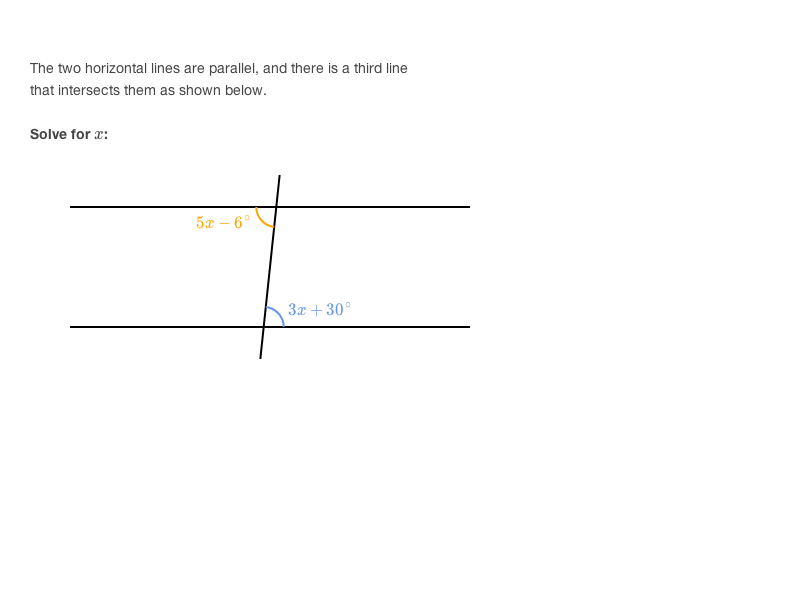 The two horizontal lines are parallel, and there is a third line
that intersects them as shown below.
Solve for x:
5x − 6°
3x + 30°